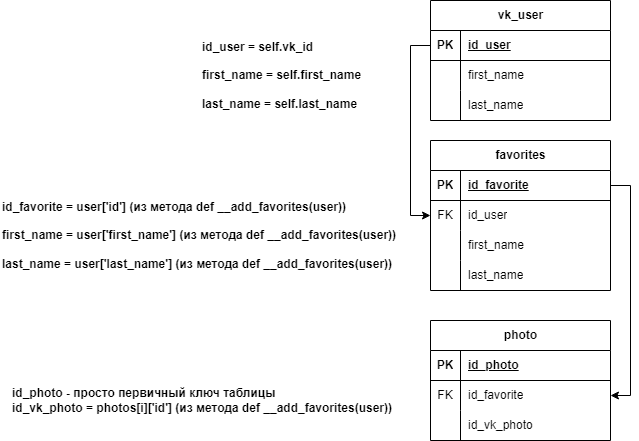 vk_user
id_user = self.vk_id
PK id_user
first_name = self.first_name
first_name
last_name = self.last_name
last_name
favorites
PK id_favorite
id_favorite = user['id'] (из метода def __add_favorites(user))
FK id_user
first_name = user['first_name'] (из метода def __add_favorites(user))
first_name
last_name = user['last_name'] (из метода def __add_favorites(user))
last_name
photo
PK id_photo
id_photo - просто первичный ключ таблицы
FK id_favorite
id_vk_photo = photos[i]['id'] (из метода def __add_favorites(user))
id_vk_photo